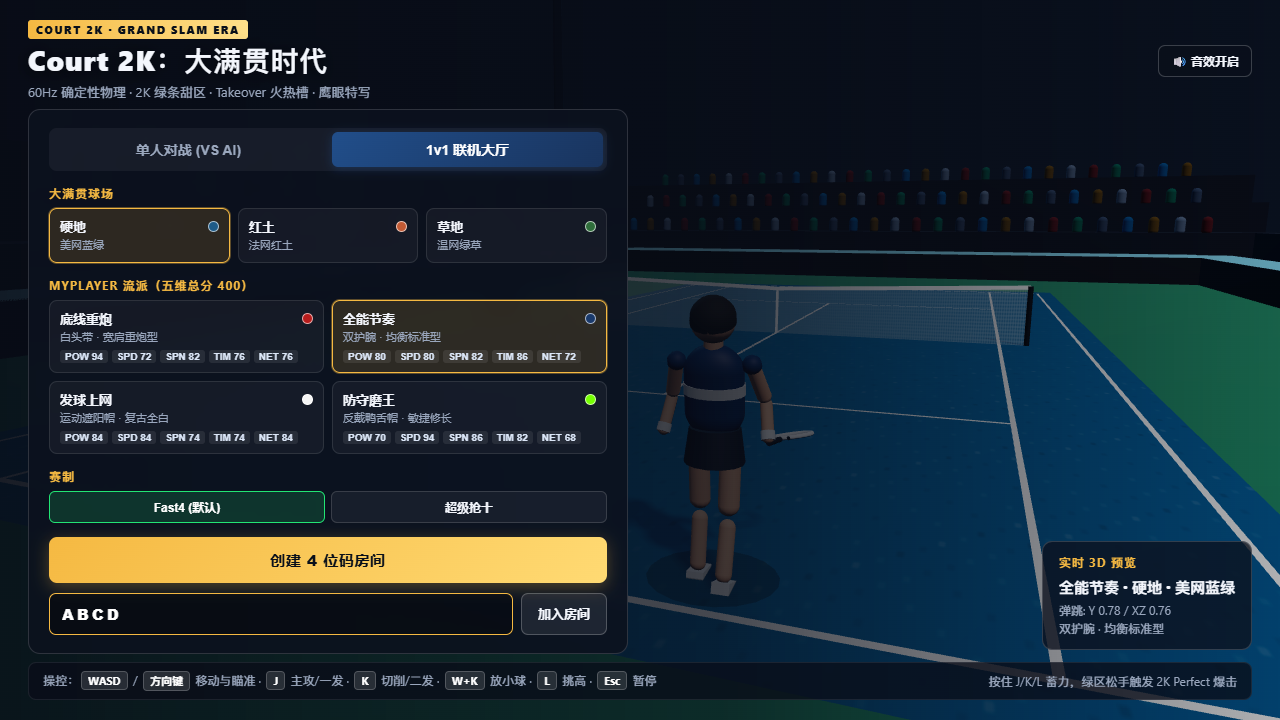 COURT 2K · GRAND SLAM ERA
Court 2K：大满贯时代
60Hz 确定性物理 · 2K 绿条甜区 · Takeover 火热槽 · 鹰眼特写
音效开启
单人对战 (VS AI)
1v1 联机大厅
大满贯球场
硬地
美网蓝绿
红土
法网红土
草地
温网绿草
MYPLAYER 流派（五维总分 400）
底线重炮
白头带 · 宽肩重炮型
POW 94 SPD 72 SPN 82 TIM 76 NET 76
全能节奏
双护腕 · 均衡标准型
POW 80 SPD 80 SPN 82 TIM 86 NET 72
发球上网
运动遮阳帽 · 复古全白
POW 84 SPD 84 SPN 74 TIM 74 NET 84
防守磨王
反戴鸭舌帽 · 敏捷修长
POW 70 SPD 94 SPN 86 TIM 82 NET 68
赛制
Fast4 (默认)
超级抢十
创建 4 位码房间
ABCD
加入房间
实时 3D 预览
全能节奏 · 硬地 · 美网蓝绿
弹跳: Y 0.78 / XZ 0.76
双护腕 · 均衡标准型
操控: WASD / 方向键 移动与瞄准 · J 主攻/一发 · K 切削/二发 · W+K 放小球 · L 挑高 · Esc 暂停
按住 J/K/L 蓄力，绿区松手触发 2K Perfect 爆击